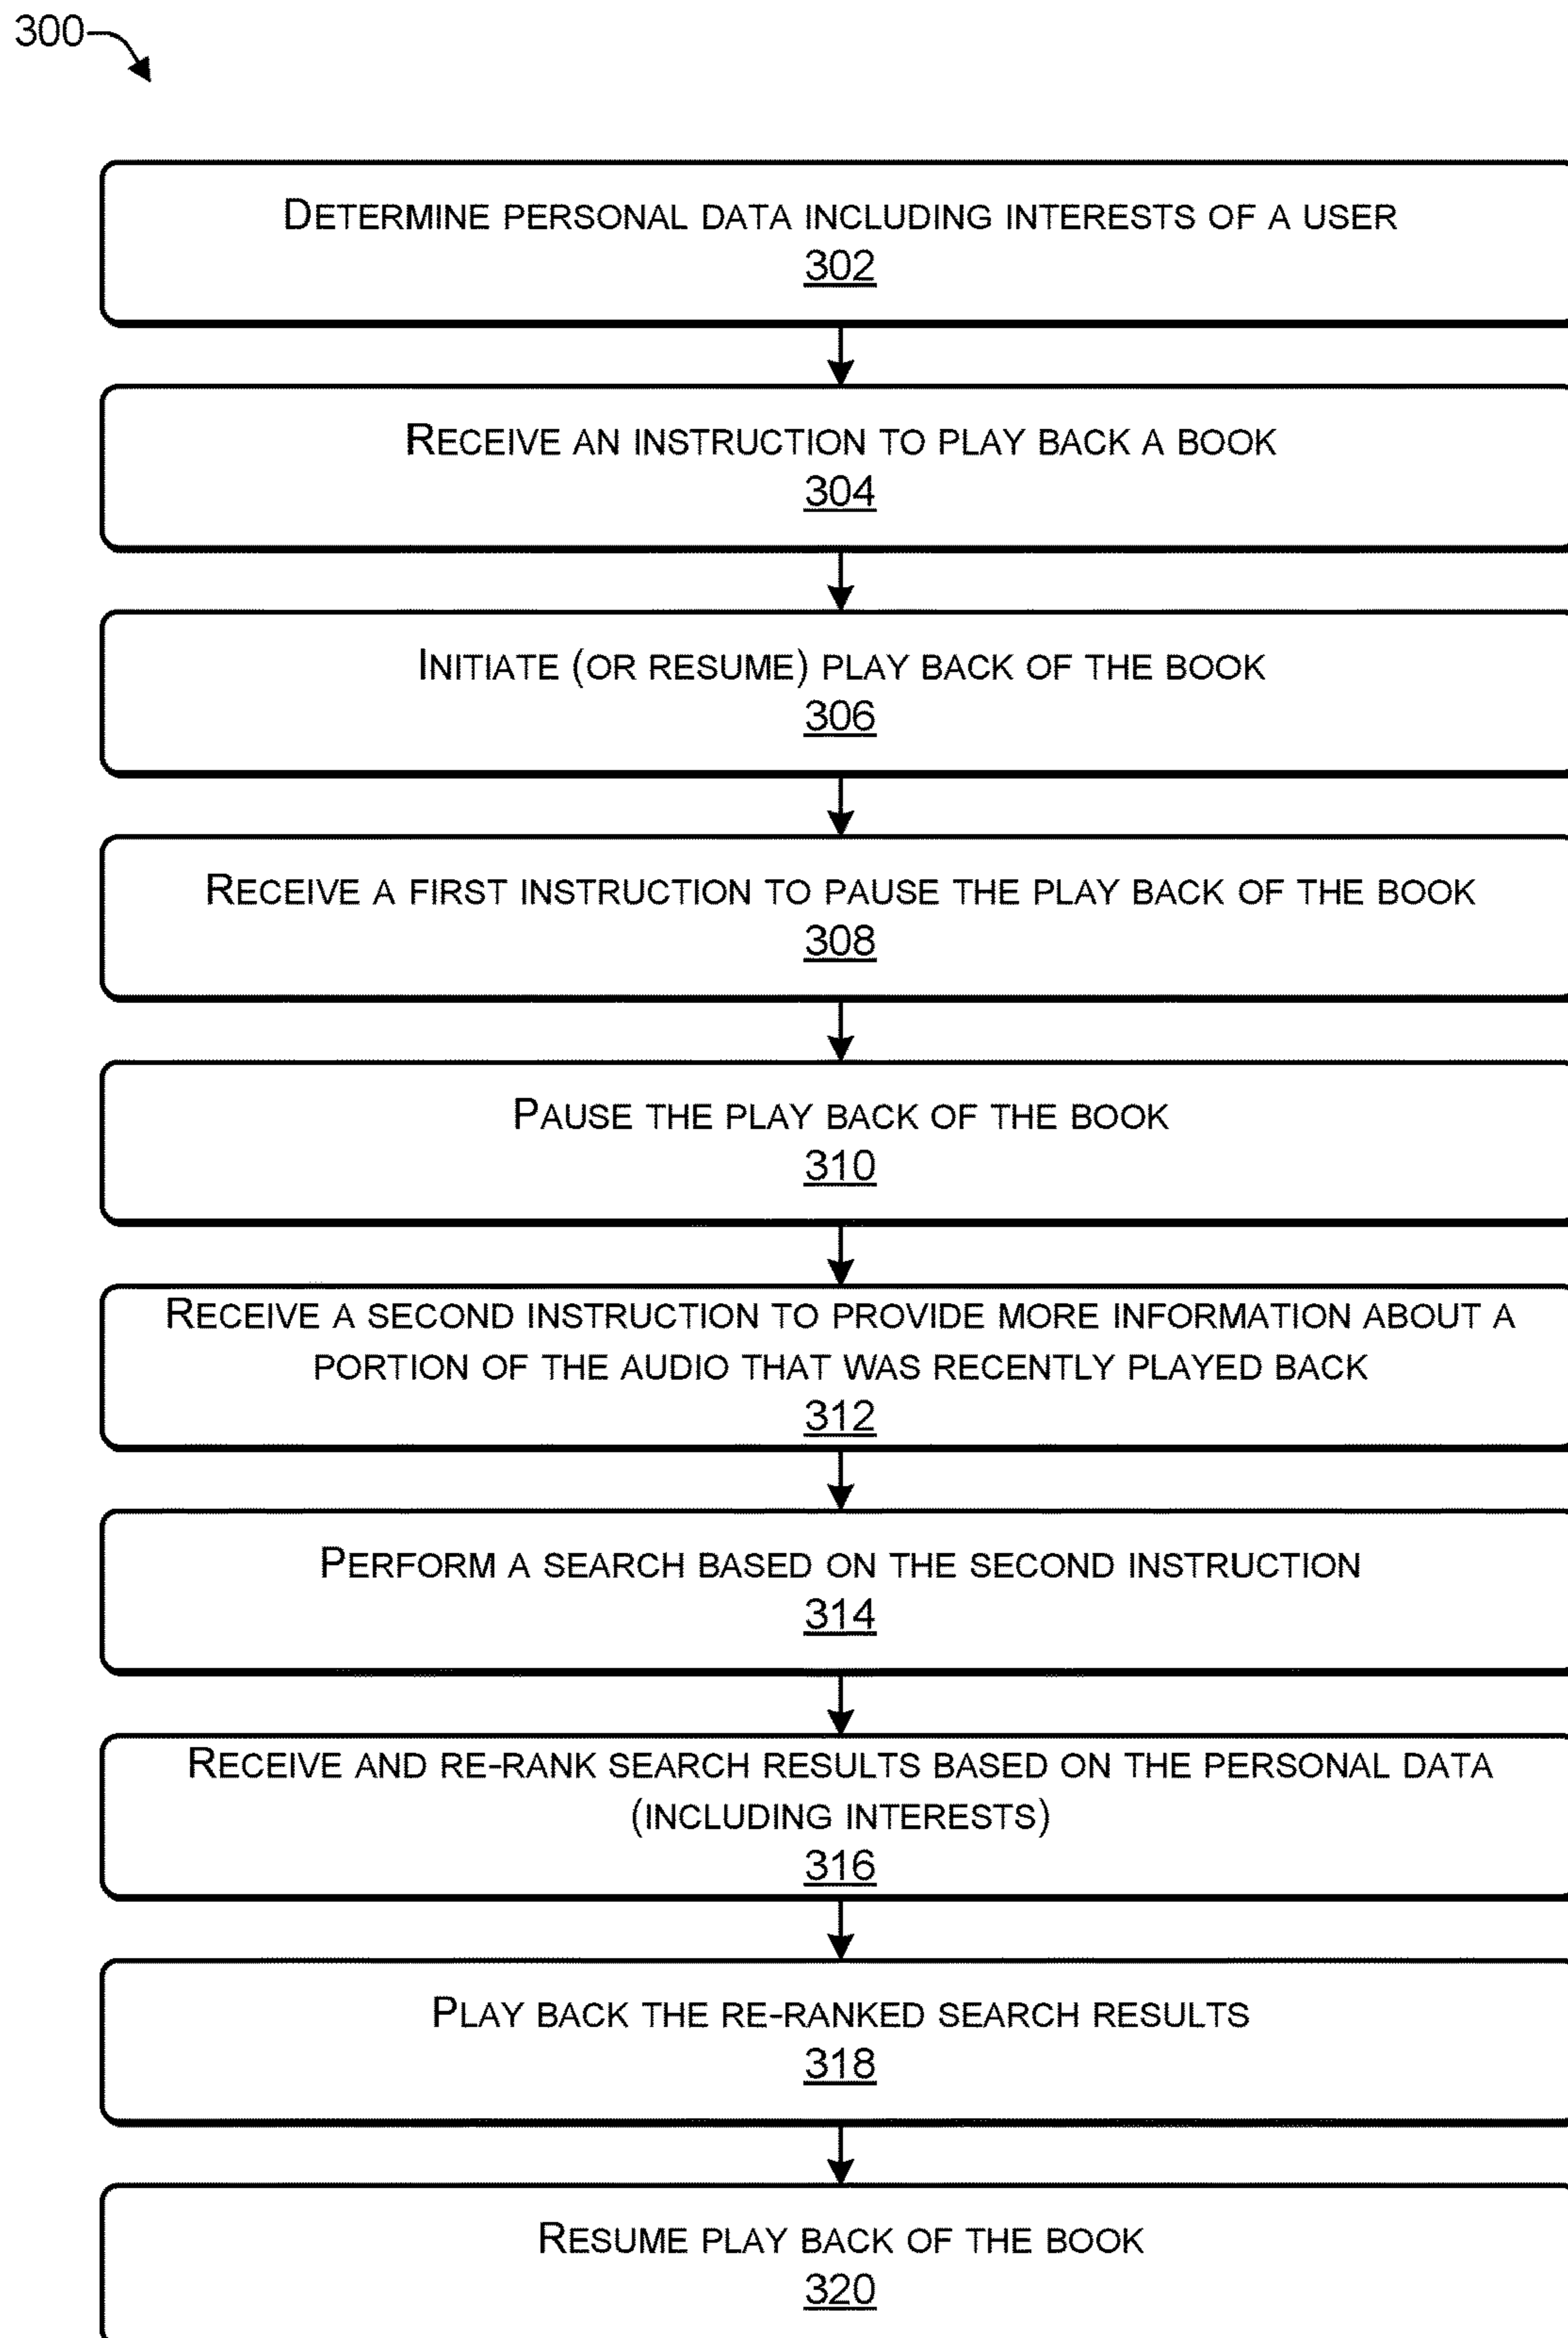 300
DETERMINE PERSONAL DATA INCLUDING INTERESTS OF A USER
302
RECEIVE AN INSTRUCTION TO PLAY BACK A BOOK
304
INITIATE (OR RESUME) PLAY BACK OF THE BOOK
306
RECEIVE A FIRST INSTRUCTION TO PAUSE THE PLAY BACK OF THE BOOK
308
PAUSE THE PLAY BACK OF THE BOOK
310
RECEIVE A SECOND INSTRUCTION TO PROVIDE MORE INFORMATION ABOUT A
PORTION OF THE AUDIO THAT WAS RECENTLY PLAYED BACK
312
PERFORM A SEARCH BASED ON THE SECOND INSTRUCTION
314
RECEIVE AND RE-RANK SEARCH RESULTS BASED ON THE PERSONAL DATA
(INCLUDING INTERESTS)
316
PLAY BACK THE RE-RANKED SEARCH RESULTS
318
RESUME PLAY BACK OF THE BOOK
320